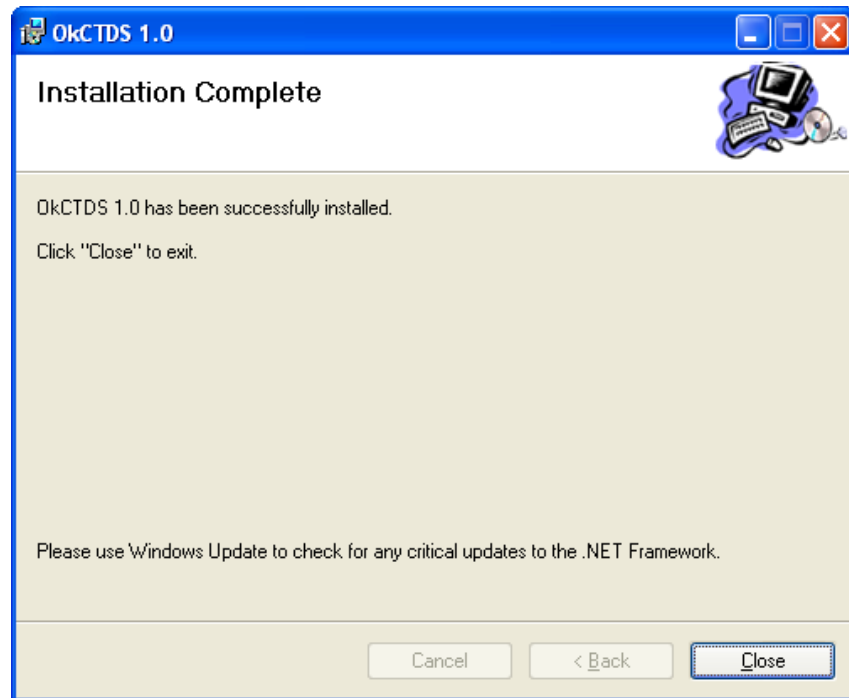 OkCTDS 1.0
Installation Complete
OkCTDS 1.0 has been successfully installed.
Click "Close" to exit.
Please use Windows Update to check for any critical updates to the .NET Framework.
Cancel
< Back
Close